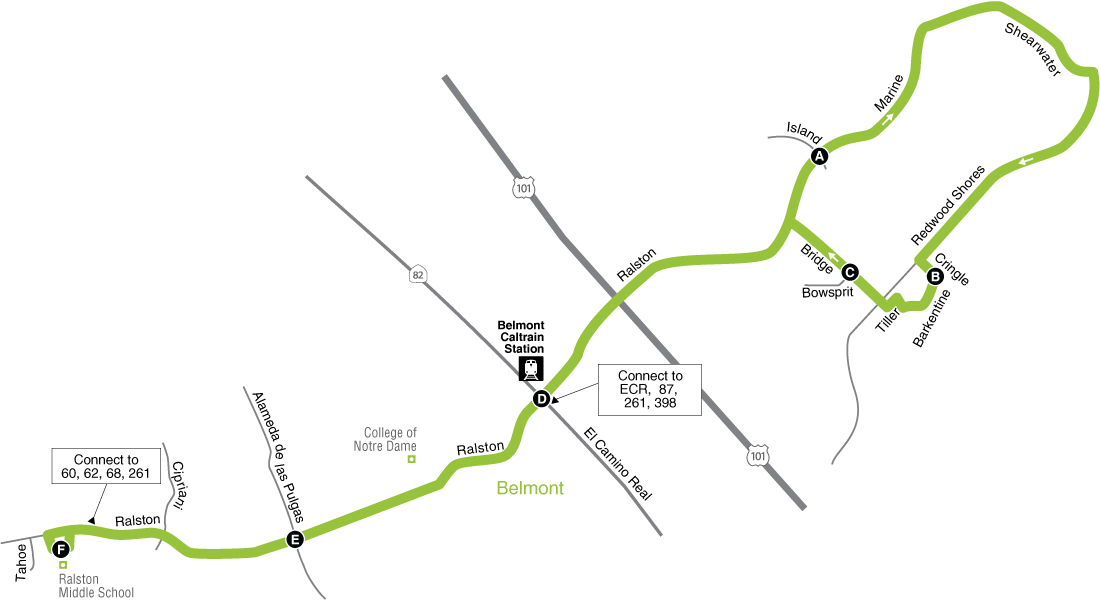 Shearwater
Marine
Island
A
101
Redwood Shores
Ralston
Bridge
C
Cringle
B
82
Bowsprit
Tiller
Barkentine
Belmont
Caltrain
Station
Connect to
ECR, 87,
261, 398
D
Alameda de las Pulgas
College of
Notre Dame
Ralston
El Camino Real
101
Connect to
60, 62, 68, 261
Cipriani
Belmont
Ralston
E
F
Tahoe
Ralston
Middle School